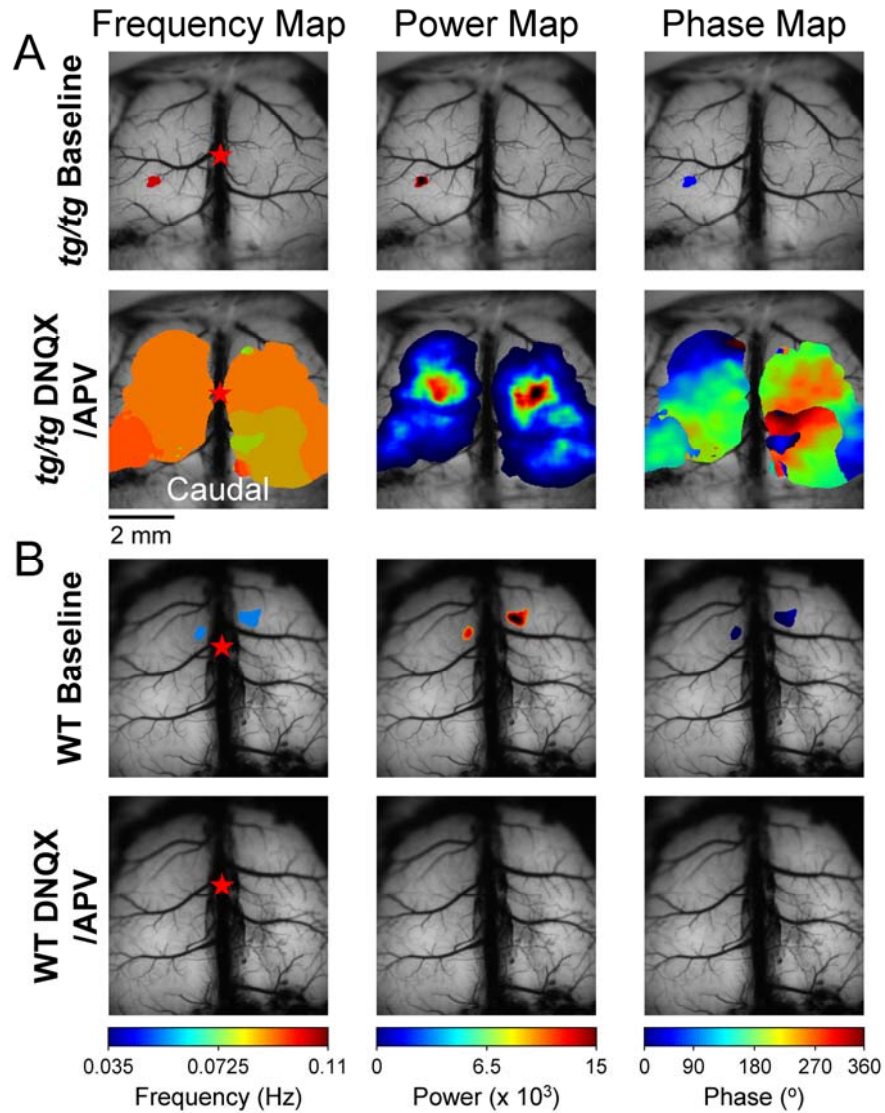 Frequency Map Power Map Phase Map
A
tg/tg Baseline
tg/tg DNQX
/APV
Caudal
2 mm
B
WT Baseline
WT DNQX
/APV
0.035 0.0725 0.11 0 6.5 15 0 90 180 270 360
Frequency (Hz) Power (x 10³) Phase (º)